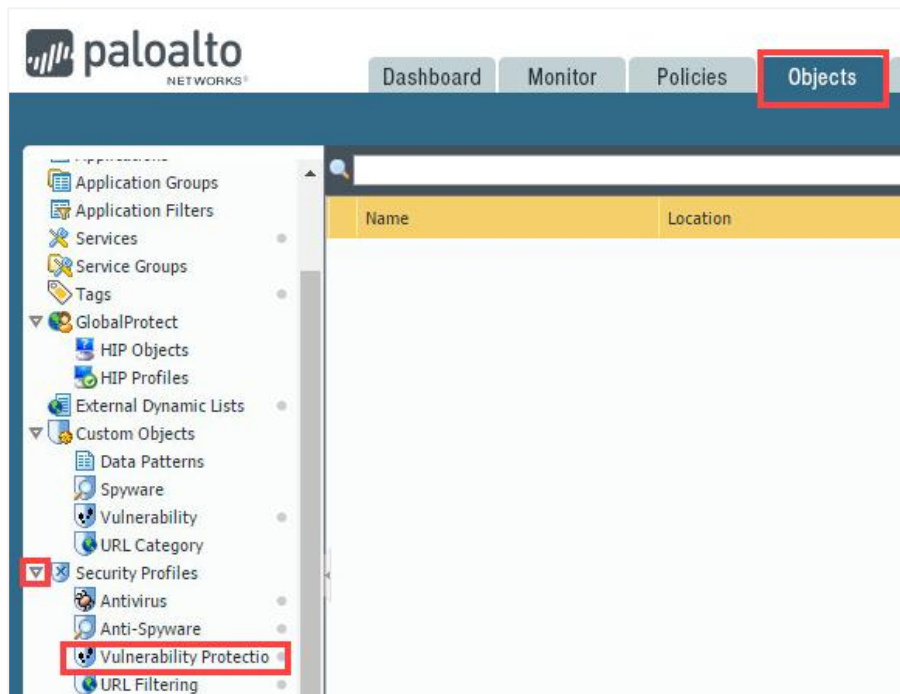 paloalto
NETWORKS®
Dashboard Monitor Policies Objects
Name Location
Application Groups
Application Filters
Services
Service Groups
Tags
GlobalProtect
HIP Objects
HIP Profiles
External Dynamic Lists
Custom Objects
Data Patterns
Spyware
Vulnerability
URL Category
Security Profiles
Antivirus
Anti-Spyware
Vulnerability Protectio
URL Filtering